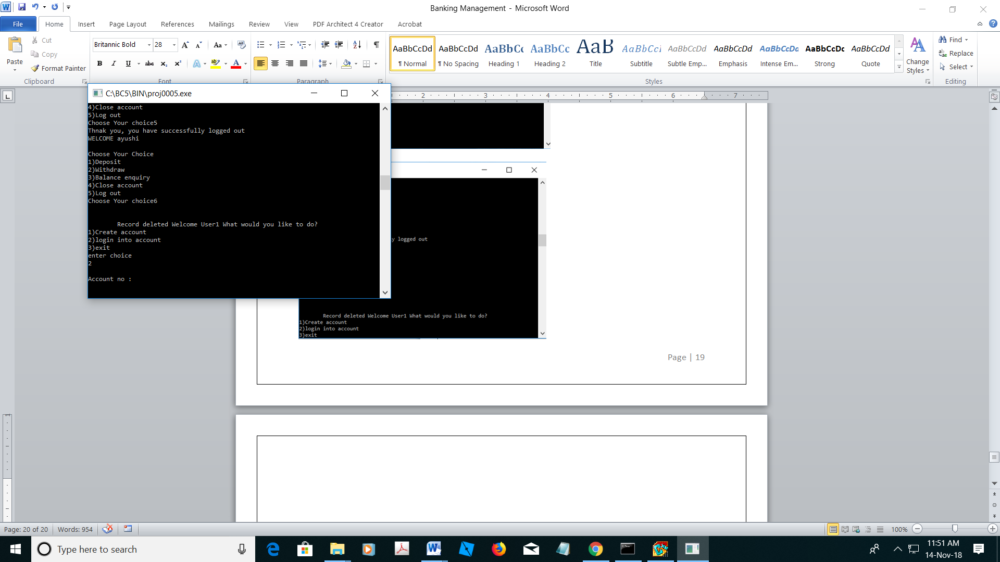 Banking Management - Microsoft Word
File Home Insert Page Layout References Mailings Review View PDF Architect 4 Creator Acrobat
Paste
Cut
Copy
Format Painter
Clipboard
Britannic Bold 28
Font
Paragraph
AaBbCcDd AaBbCcDd AaBbCc AaBbCc AaB AaBbCcI AaBbCcDd AaBbCcDd AaBbCcDd AaBbCcDc AaBbCcDd
¶ Normal ¶ No Spacing Heading 1 Heading 2 Title Subtitle Subtle Emp... Emphasis Intense Em... Strong Quote
Styles
Change Styles
Find
Replace
Select
Editing
C:\BC5\BIN\proj0005.exe
4)Close account
5)Log out
Choose Your choice5
Thnak you, you have successfully logged out
WELCOME ayushi
Choose Your Choice
1)Deposit
2)Withdraw
3)Balance enquiry
4)Close account
5)Log out
Choose Your choice6
Record deleted Welcome User1 What would you like to do?
1)Create account
2)login into account
3)exit
enter choice
2
Account no :
2 3 4 5 6 7
y logged out
Record deleted Welcome User1 What would you like to do?
1)Create account
2)login into account
3)exit
Page | 19
Page: 20 of 20 Words: 954 100%
Type here to search
11:51 AM
14-Nov-18